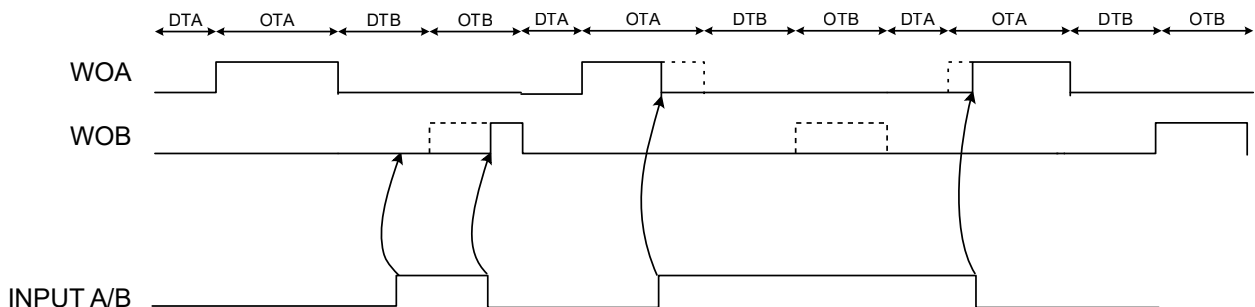 DTA OTA DTB OTB DTA OTA DTB OTB DTA OTA DTB OTB
WOA
WOB
INPUT A/B